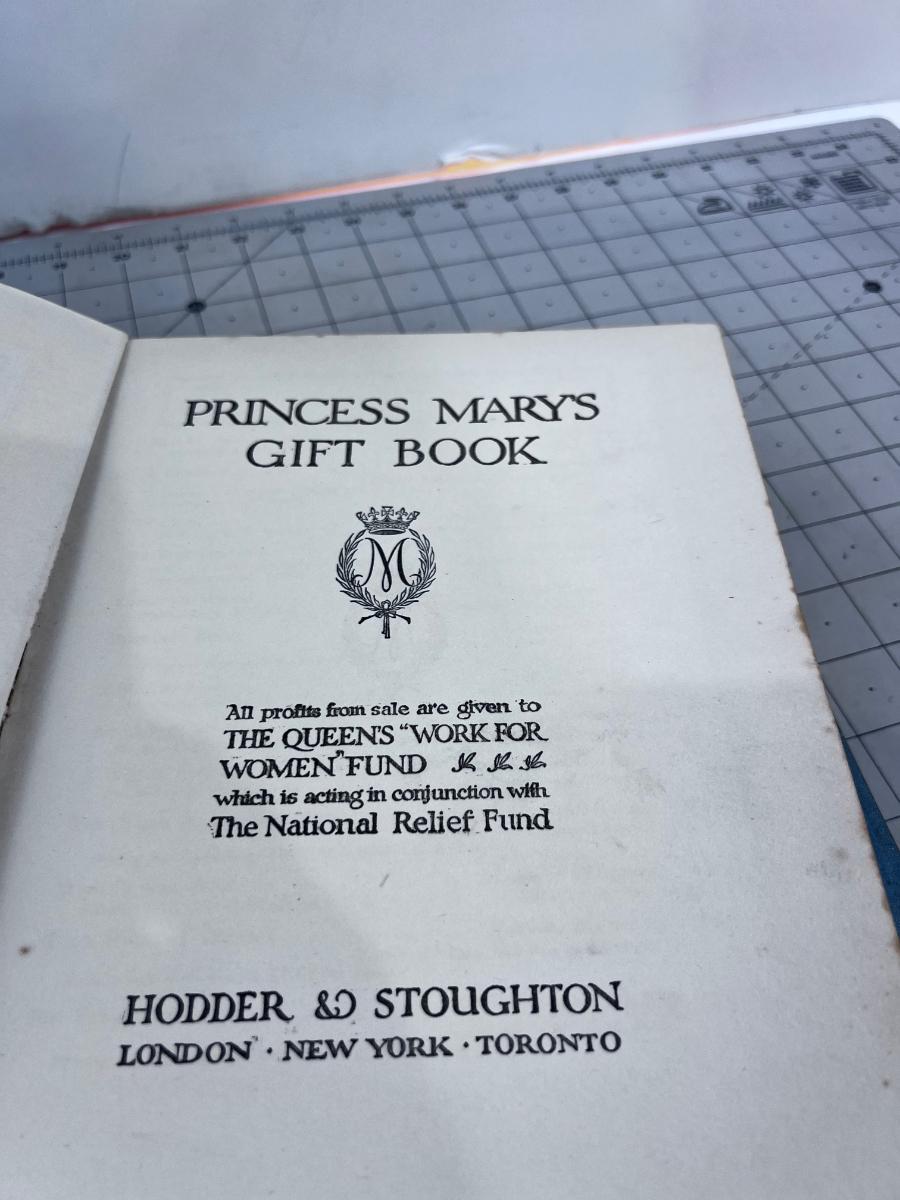 PRINCESS MARY'S
GIFT BOOK
M
All profits from sale are given to
THE QUEEN'S "WORK FOR
WOMEN" FUND
which is acting in conjunction with
The National Relief Fund
HODDER & STOUGHTON
LONDON · NEW YORK · TORONTO